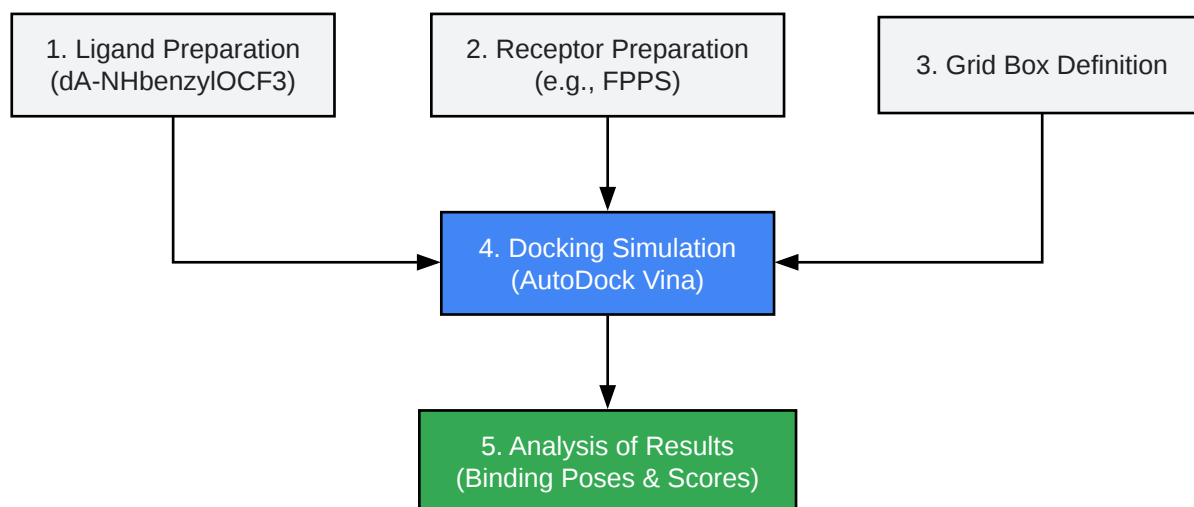 1. Ligand Preparation
(dA-NHbenzylOCF3)
2. Receptor Preparation
(e.g., FPPS)
3. Grid Box Definition
4. Docking Simulation
(AutoDock Vina)
5. Analysis of Results
(Binding Poses & Scores)